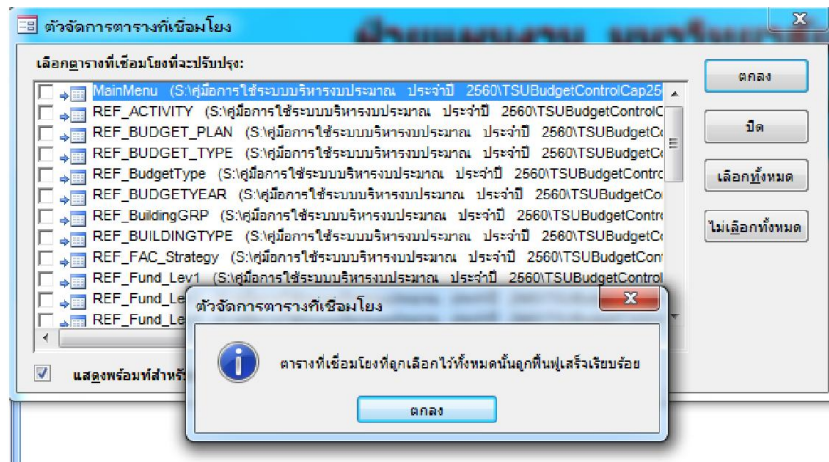 ตัวจัดการตารางที่เชื่อมโยง
เลือกตารางที่เชื่อมโยงที่จะปรับปรุง:
MainMenu (S:\คู่มือการใช้ระบบบริหารงบประมาณ ประจำปี 2560\TSUBudgetControlCap25
REF_ACTIVITY (S:\คู่มือการใช้ระบบบริหารงบประมาณ ประจำปี 2560\TSUBudgetControlC
REF_BUDGET_PLAN (S:\คู่มือการใช้ระบบบริหารงบประมาณ ประจำปี 2560\TSUBudgetCo
REF_BUDGET_TYPE (S:\คู่มือการใช้ระบบบริหารงบประมาณ ประจำปี 2560\TSUBudgetCo
REF_BudgetType (S:\คู่มือการใช้ระบบบริหารงบประมาณ ประจำปี 2560\TSUBudgetContro
REF_BUDGETYEAR (S:\คู่มือการใช้ระบบบริหารงบประมาณ ประจำปี 2560\TSUBudgetCo
REF_BuildingGRP (S:\คู่มือการใช้ระบบบริหารงบประมาณ ประจำปี 2560\TSUBudgetContro
REF_BUILDINGTYPE (S:\คู่มือการใช้ระบบบริหารงบประมาณ ประจำปี 2560\TSUBudgetCo
REF_FAC_Strategy (S:\คู่มือการใช้ระบบบริหารงบประมาณ ประจำปี 2560\TSUBudgetCon
REF_Fund_Lev1 (S:\คู่มือการใช้ระบบบริหารงบประมาณ ประจำปี 2560\TSUBudgetControl
REF_Fund_Le
REF_Fund_Le
แสดงพร้อมท์สำหรั
ตกลง
ปิด
เลือกทั้งหมด
ไม่เลือกทั้งหมด
ตัวจัดการตารางที่เชื่อมโยง
ตารางที่เชื่อมโยงที่ถูกเลือกไว้ทั้งหมดนั้นถูกฟื้นฟูเสร็จเรียบร้อย
ตกลง